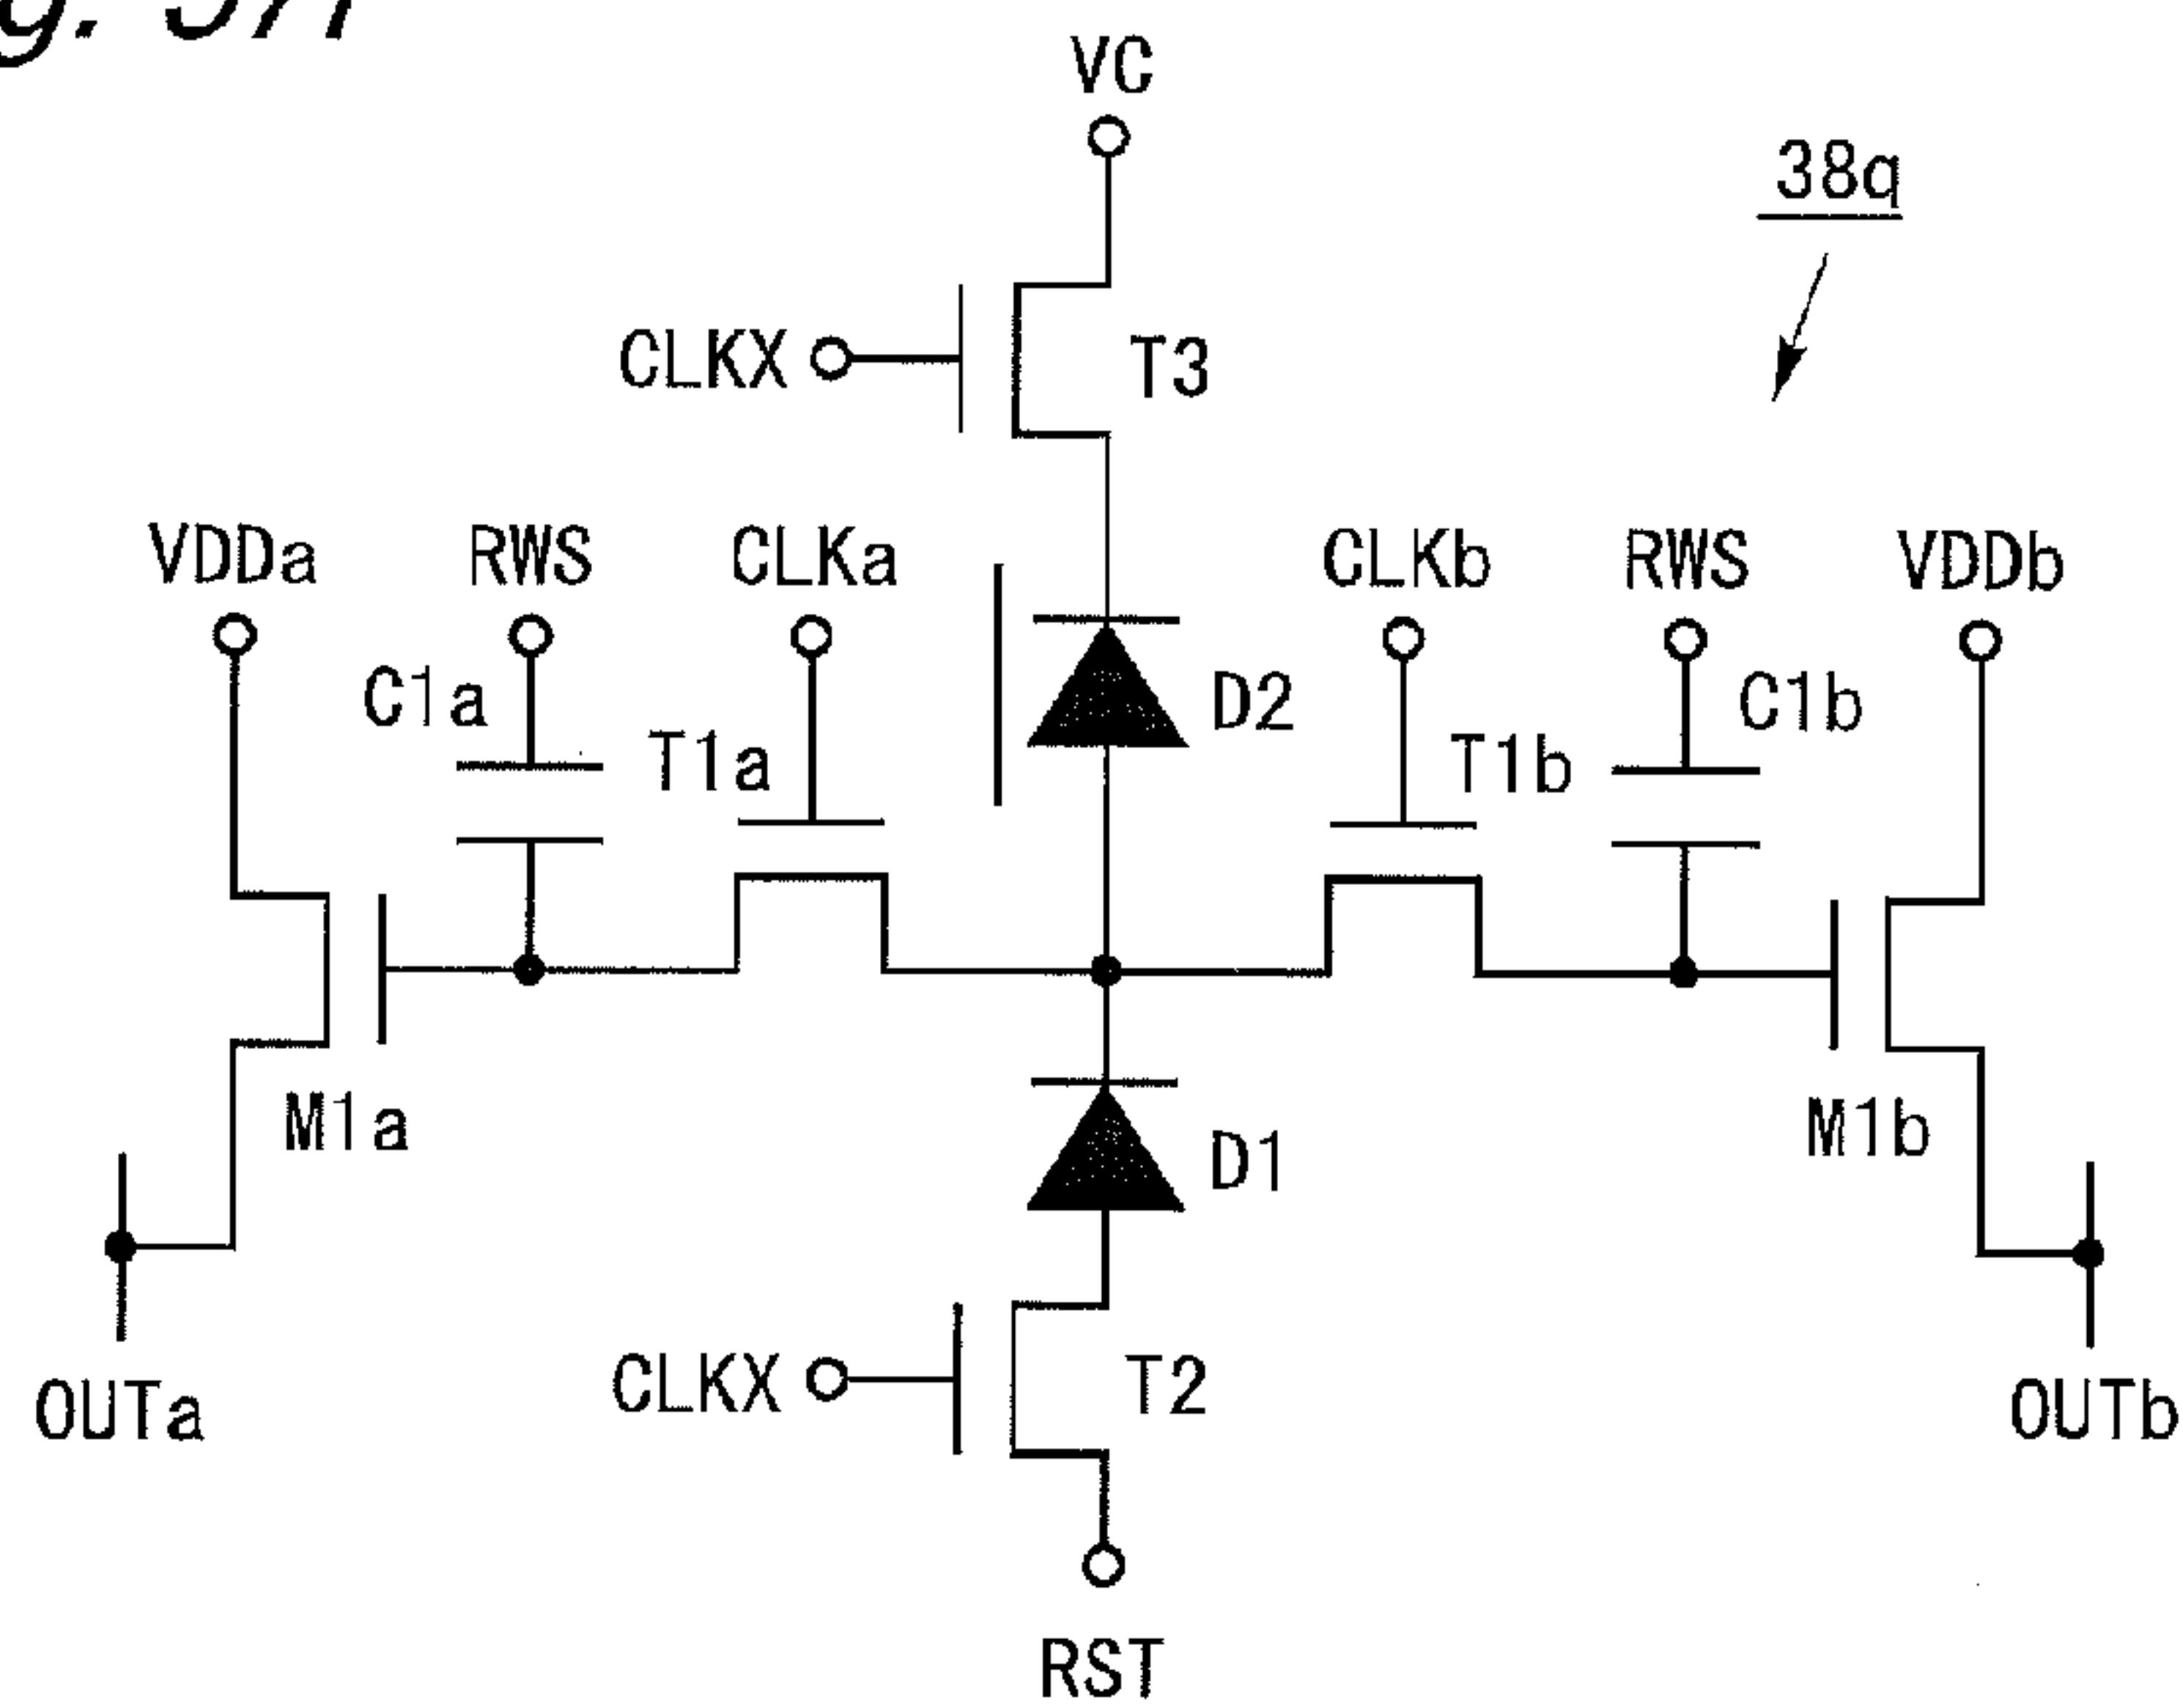 VC
38q
CLKX
T3
VDDa
RWS
CLKa
CLKb
RWS
VDDb
C1a
D2
C1b
T1a
T1b
M1a
D1
M1b
CLKX
T2
OUTa
OUTb
RST